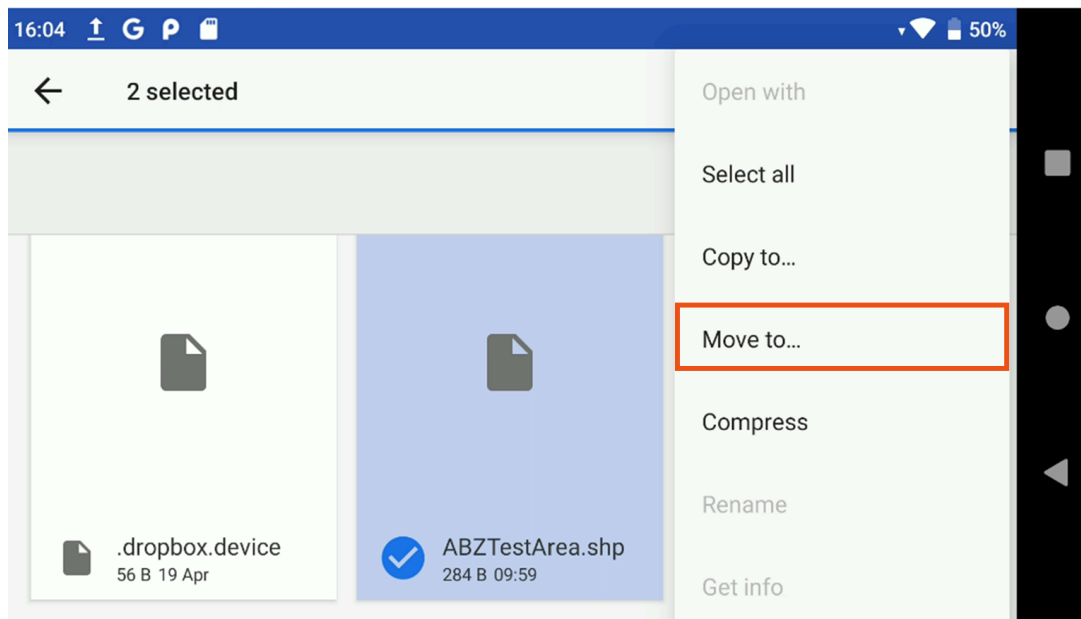 16:04
50%
2 selected
Open with
Select all
Copy to...
Move to...
Compress
Rename
Get info
.dropbox.device
56 B 19 Apr
ABZTestArea.shp
284 B 09:59